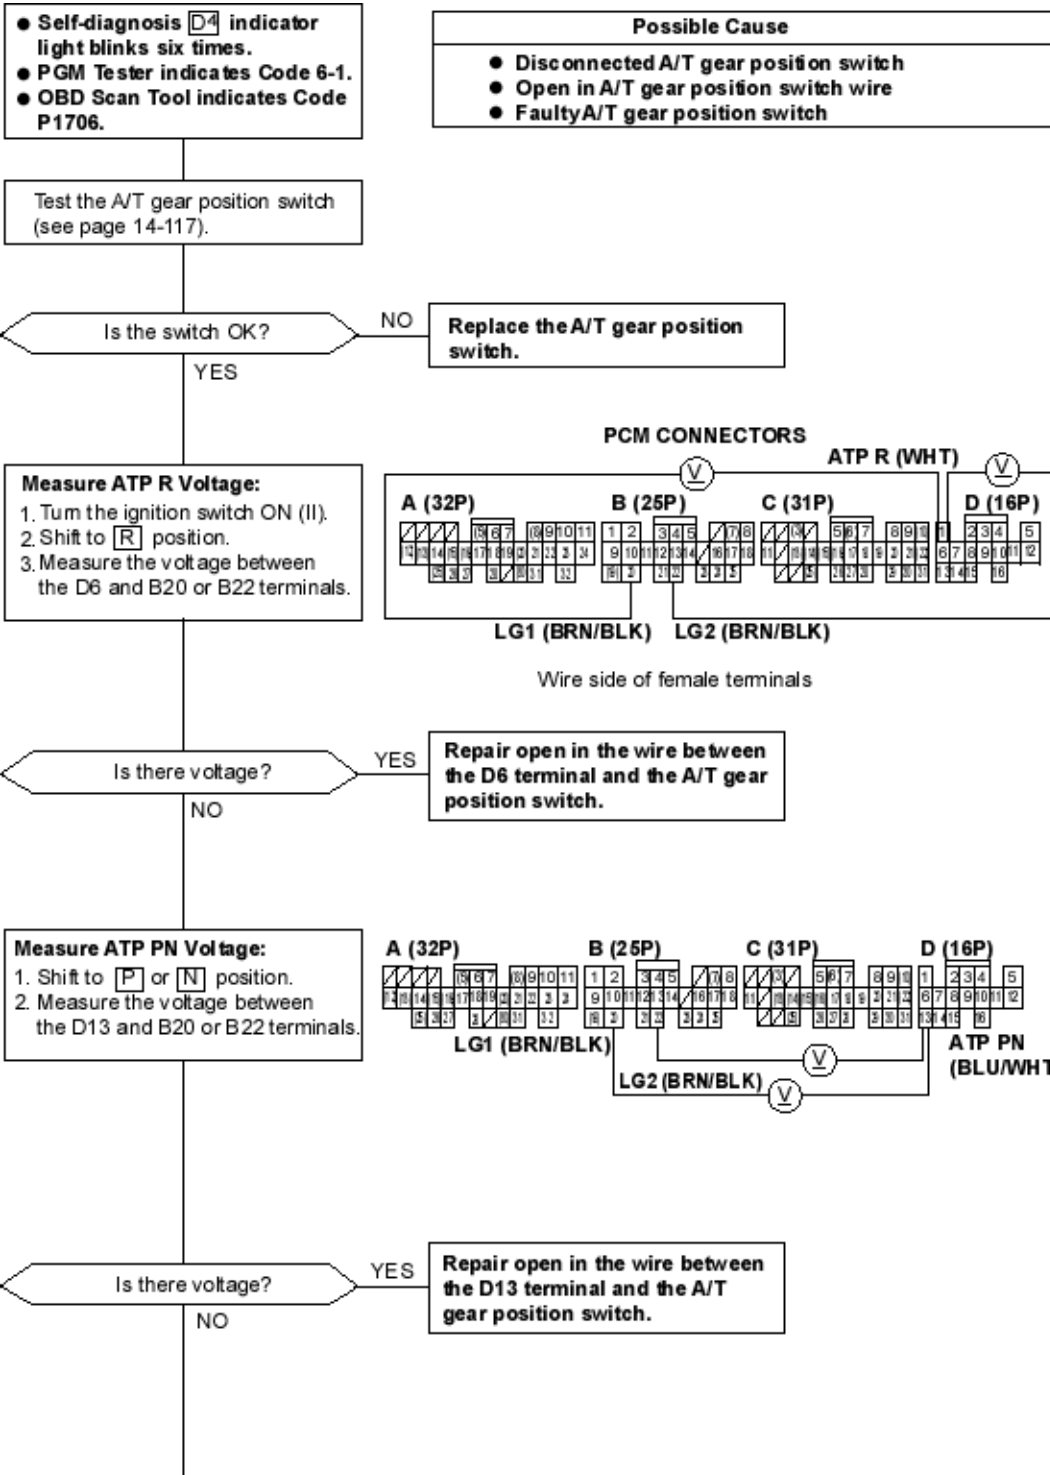 ● Self-diagnosis D4 indicator
light blinks six times.
● PGM Tester indicates Code 6-1.
● OBD Scan Tool indicates Code
P1706.
Possible Cause
● Disconnected A/T gear position switch
● Open in A/T gear position switch wire
● Faulty A/T gear position switch
Test the A/T gear position switch
(see page 14-117).
Is the switch OK?
NO
Replace the A/T gear position
switch.
YES
PCM CONNECTORS
Measure ATP R Voltage:
1. Turn the ignition switch ON (II).
2. Shift to R position.
3. Measure the voltage between
the D6 and B20 or B22 terminals.
V
ATP R (WHT)
V
A (32P)
B (25P)
C (31P)
D (16P)
LG1 (BRN/BLK)
LG2 (BRN/BLK)
Wire side of female terminals
Is there voltage?
YES
Repair open in the wire between
the D6 terminal and the A/T gear
position switch.
NO
Measure ATP PN Voltage:
1. Shift to P or N position.
2. Measure the voltage between
the D13 and B20 or B22 terminals.
A (32P)
B (25P)
C (31P)
D (16P)
LG1 (BRN/BLK)
ATP PN
(BLU/WHT
V
LG2 (BRN/BLK)
V
Is there voltage?
YES
Repair open in the wire between
the D13 terminal and the A/T
gear position switch.
NO